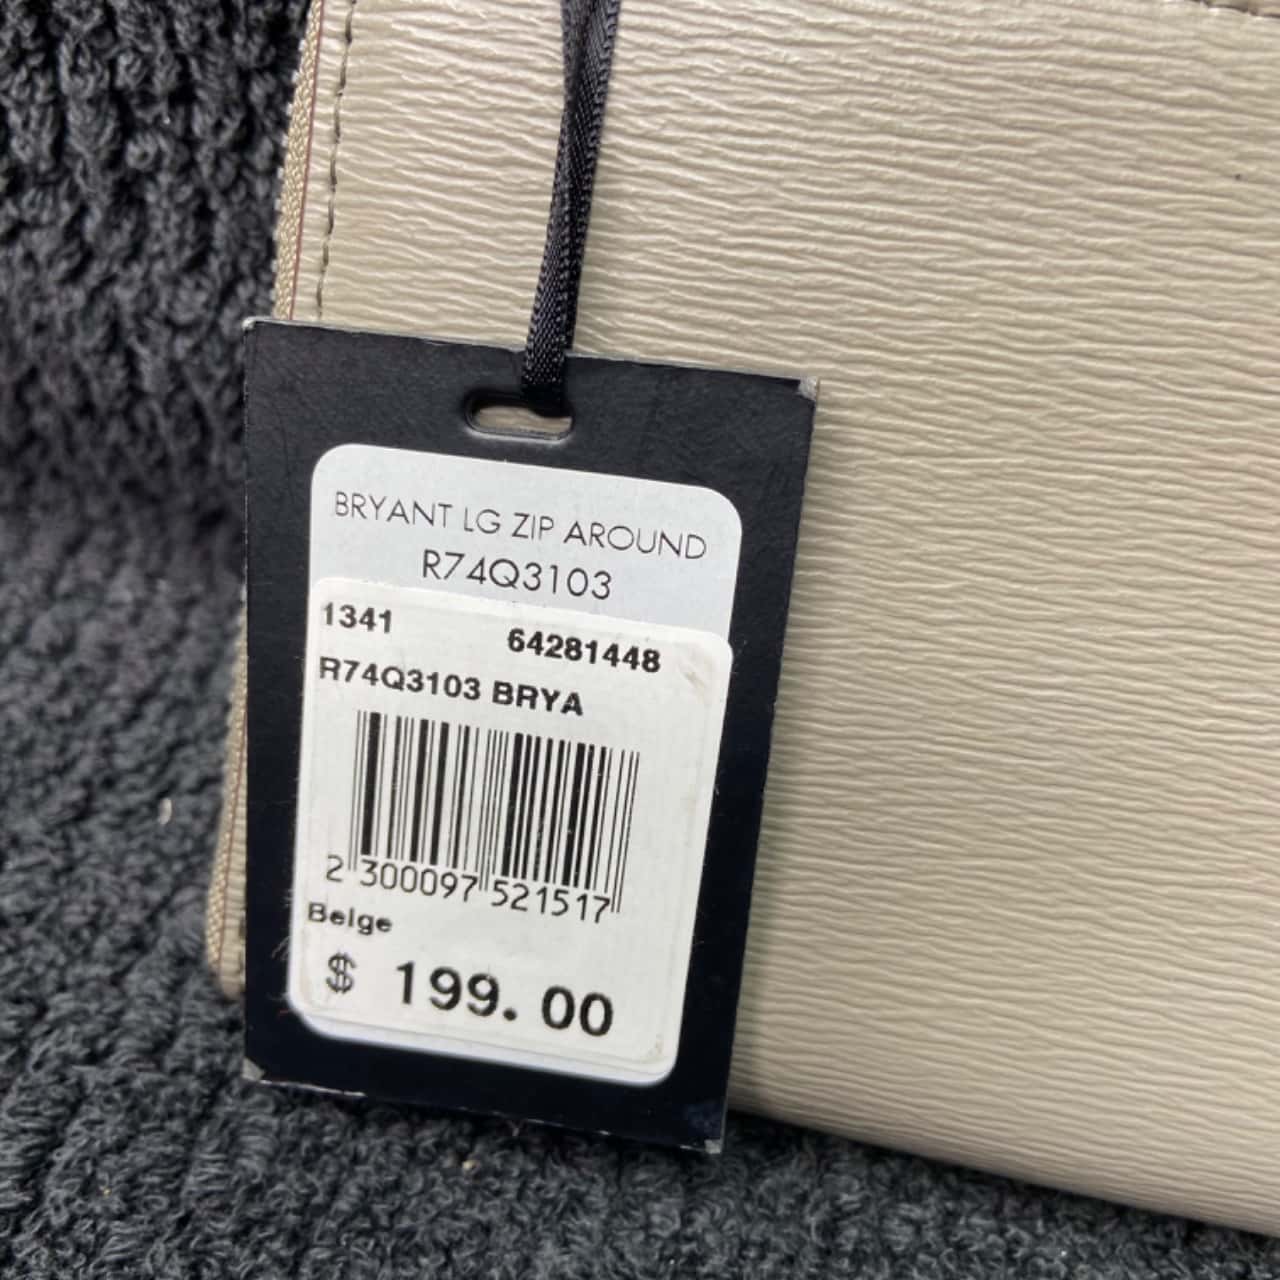 BRYANT LG ZIP AROUND
R74Q3103
1341 64281448
R74Q3103 BRYA
2 300097 521517
Beige
$ 199.00